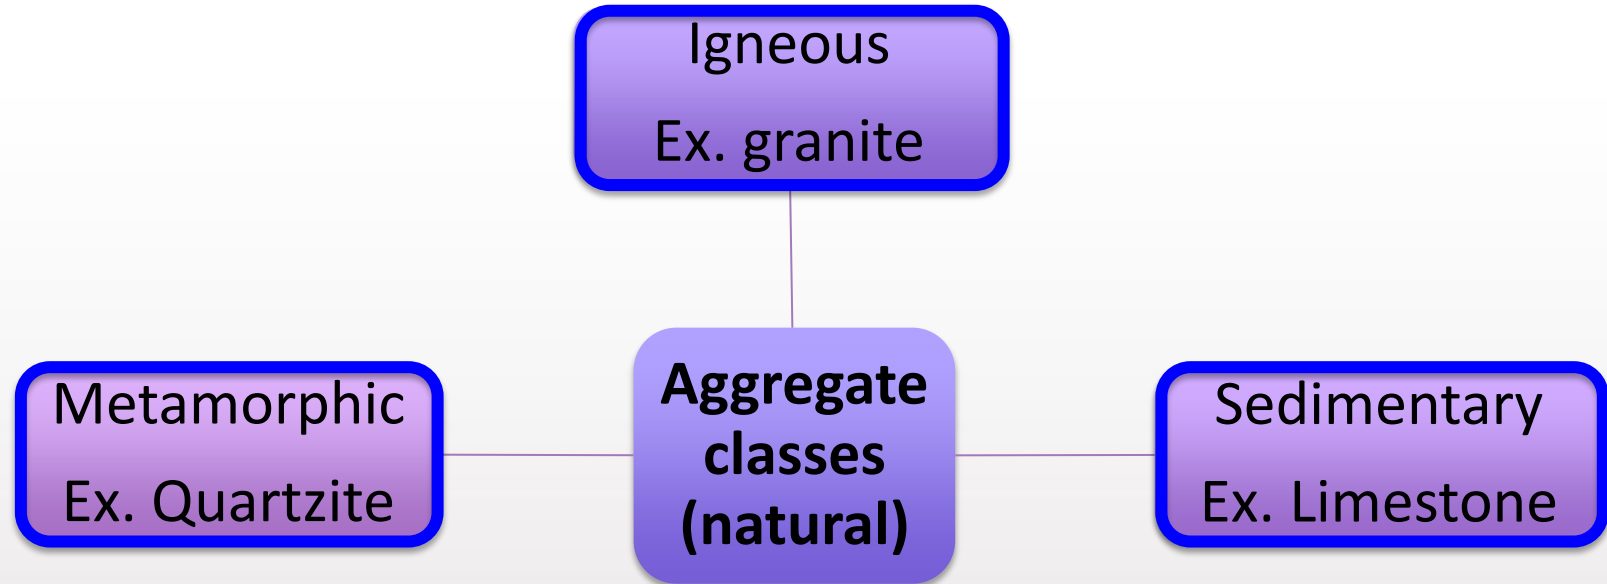 Igneous
Ex. granite
Metamorphic
Ex. Quartzite
Aggregate
classes
(natural)
Sedimentary
Ex. Limestone